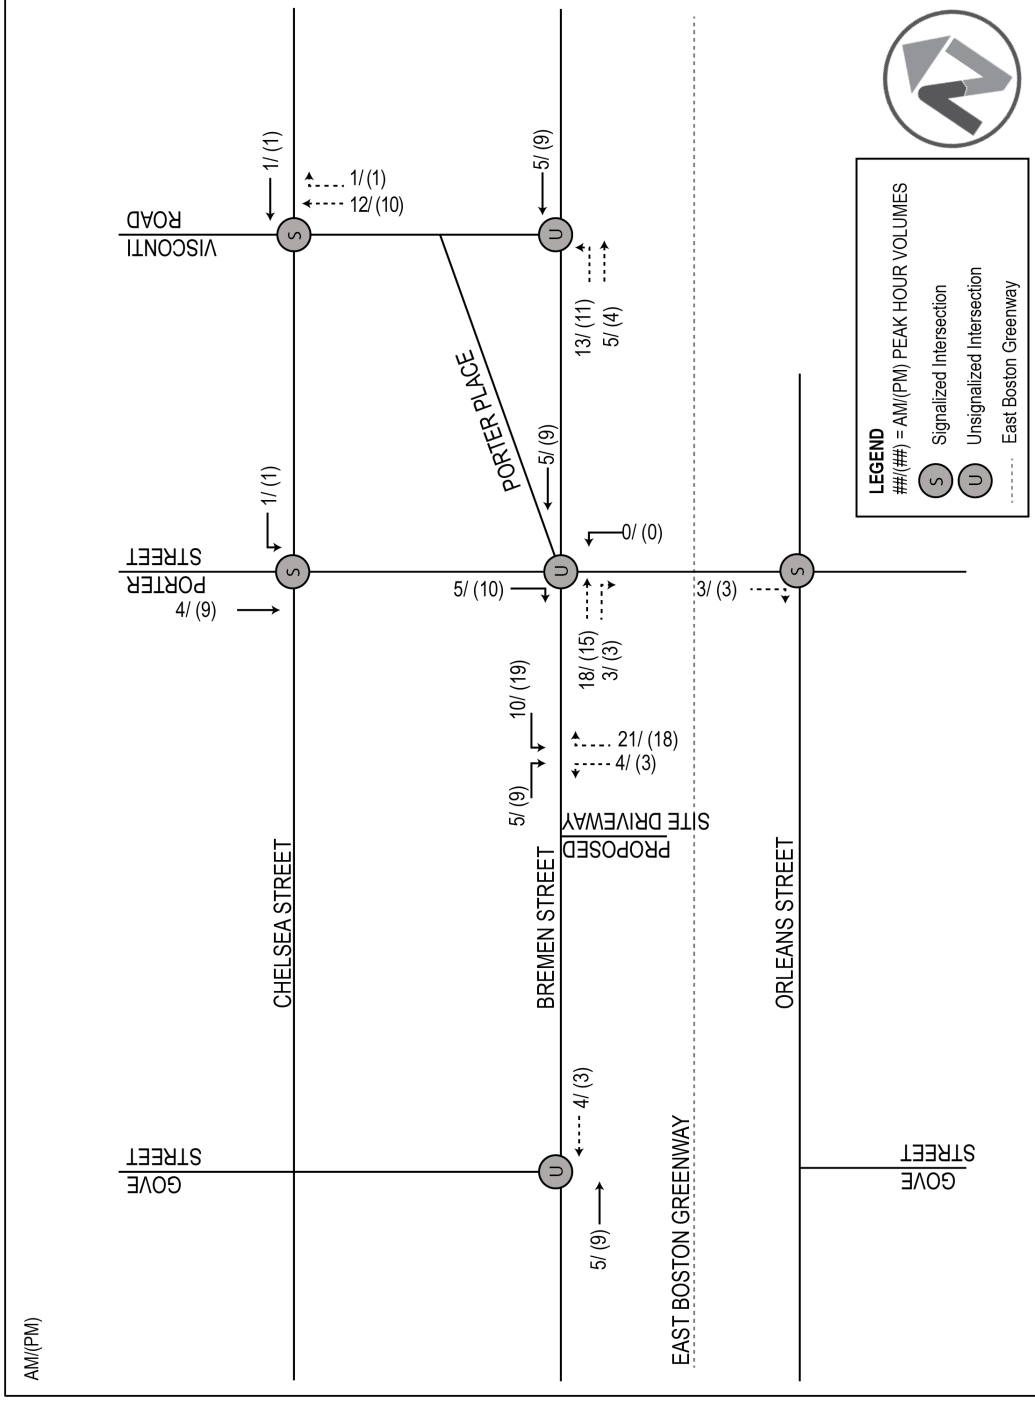 AM/(PM)
VISCONTI
ROAD
1/ (1)
1/ (1)
12/ (10)
S
PORTER PLACE
5/ (9)
U
13/ (11)
5/ (4)
PORTER
STREET
1/ (1)
4/ (9)
S
5/ (9)
0/ (0)
5/ (10)
U
18/ (15)
3/ (3)
3/ (3)
S
10/ (19)
5/ (9)
21/ (18)
4/ (3)
PROPOSED
SITE DRIVEWAY
CHELSEA STREET
BREMEN STREET
ORLEANS STREET
EAST BOSTON GREENWAY
GOVE
STREET
4/ (3)
U
5/ (9)
GOVE
STREET
LEGEND
##/(##) = AM/(PM) PEAK HOUR VOLUMES
S Signalized Intersection
U Unsignalized Intersection
East Boston Greenway